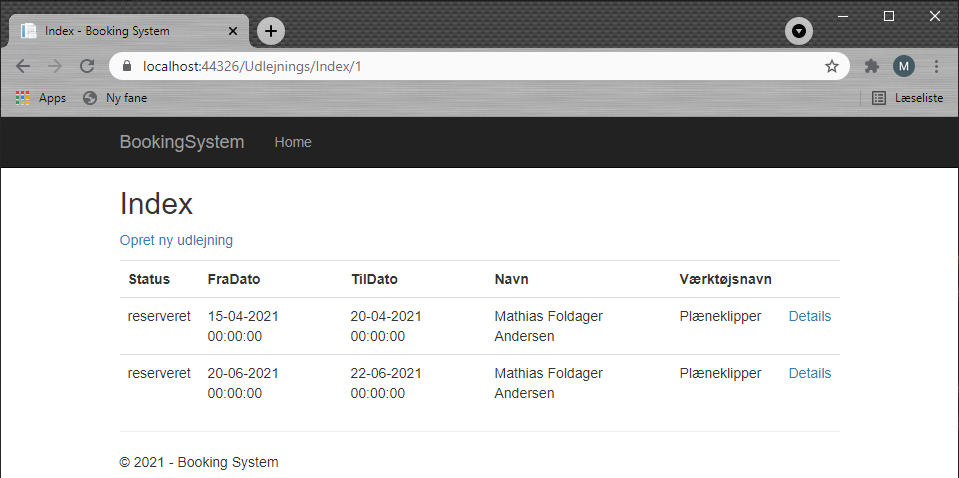 Index - Booking System
localhost:44326/Udlejnings/Index/1
M
Apps Ny fane Læseliste
BookingSystem Home
Index
Opret ny udlejning
Status FraDato TilDato Navn Værktøjsnavn
reserveret 15-04-2021 20-04-2021 Mathias Foldager Plæneklipper Details
00:00:00 00:00:00 Andersen
reserveret 20-06-2021 22-06-2021 Mathias Foldager Plæneklipper Details
00:00:00 00:00:00 Andersen
© 2021 - Booking System